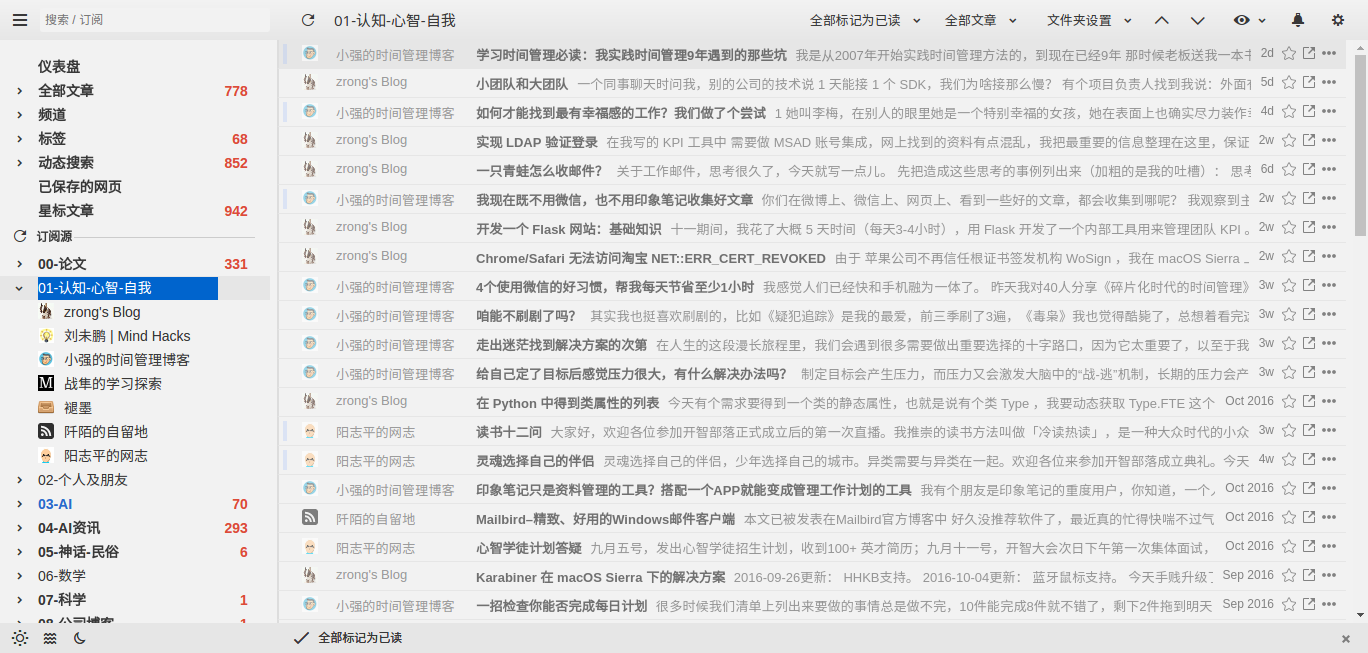 搜索 / 订阅
01-认知-心智-自我
全部标记为已读
全部文章
文件夹设置
仪表盘
全部文章 778
频道
标签 68
动态搜索 852
已保存的网页
星标文章 942
订阅源
00-论文 331
01-认知-心智-自我
zrong's Blog
刘未鹏 | Mind Hacks
小强的时间管理博客
战隼的学习探索
褪墨
阡陌的自留地
阳志平的网志
02-个人及朋友
03-AI 70
04-AI资讯 293
05-神话-民俗 6
06-数学
07-科学 1
08-公司博客 1
小强的时间管理博客 学习时间管理必读：我实践时间管理9年遇到的那些坑 我是从2007年开始实践时间管理方法的，到现在已经9年 那时候老板送我一本书 2d
zrong's Blog 小团队和大团队 一个同事聊天时问我，别的公司的技术说 1 天能接 1 个 SDK，我们为啥接那么慢？ 有个项目负责人找到我说：外面有 5d
小强的时间管理博客 如何才能找到最有幸福感的工作？我们做了个尝试 1 她叫李梅，在别人的眼里她是一个特别幸福的女孩，她在表面上也确实尽力装作 4d
zrong's Blog 实现 LDAP 验证登录 在我写的 KPI 工具中 需要做 MSAD 账号集成，网上找到的资料有点混乱，我把最重要的信息整理在这里，保证 2w
zrong's Blog 一只青蛙怎么收邮件？ 关于工作邮件，思考很久了，今天就写一点儿。 先把造成这些思考的事例列出来（加粗的是我的吐槽）： 思考 6d
小强的时间管理博客 我现在既不用微信，也不用印象笔记收集好文章 你们在微博上、微信上、网页上、看到一些好的文章，都会收集到哪呢？ 我观察到主 2w
zrong's Blog 开发一个 Flask 网站：基础知识 十一期间，我花了大概 5 天时间（每天3-4小时），用 Flask 开发了一个内部工具用来管理团队 KPI 。 2w
zrong's Blog Chrome/Safari 无法访问淘宝 NET::ERR_CERT_REVOKED 由于 苹果公司不再信任根证书签发机构 WoSign ，我在 macOS Sierra _ 2w
小强的时间管理博客 4个使用微信的好习惯，帮我每天节省至少1小时 我感觉人们已经快和手机融为一体了。 昨天我对40人分享《碎片化时代的时间管理》 3w
小强的时间管理博客 咱能不刷剧了吗？ 其实我也挺喜欢刷剧的，比如《疑犯追踪》是我的最爱，前三季刷了3遍，《毒枭》我也觉得酷毙了，总想着看完这 3w
小强的时间管理博客 走出迷茫找到解决方案的次第 在人生的这段漫长旅程里，我们会遇到很多需要做出重要选择的十字路口，因为它太重要了，以至于我 3w
小强的时间管理博客 给自己定了目标后感觉压力很大，有什么解决办法吗？ 制定目标会产生压力，而压力又会激发大脑中的“战-逃”机制，长期的压力会产 3w
zrong's Blog 在 Python 中得到类属性的列表 今天有个需求要得到一个类的静态属性，也就是说有个类 Type ，我要动态获取 Type.FTE 这个 Oct 2016
阳志平的网志 读书十二问 大家好，欢迎各位参加开智部落正式成立后的第一次直播。我推崇的读书方法叫做「冷读热读」，是一种大众时代的小众 3w
阳志平的网志 灵魂选择自己的伴侣 灵魂选择自己的伴侣，少年选择自己的城市。异类需要与异类在一起。欢迎各位来参加开智部落成立典礼。今天 4w
小强的时间管理博客 印象笔记只是资料管理的工具？搭配一个APP就能变成管理工作计划的工具 我有个朋友是印象笔记的重度用户，你知道，一个人 Oct 2016
阡陌的自留地 Mailbird–精致、好用的Windows邮件客户端 本文已被发表在Mailbird官方博客中 好久没推荐软件了，最近真的忙得快喘不过气 Oct 2016
阳志平的网志 心智学徒计划答疑 九月五号，发出心智学徒招生计划，收到100+ 英才简历；九月十一号，开智大会次日下午第一次集体面试， Oct 2016
zrong's Blog Karabiner 在 macOS Sierra 下的解决方案 2016-09-26更新： HHKB支持。 2016-10-04更新： 蓝牙鼠标支持。 今天手贱升级了 Sep 2016
小强的时间管理博客 一招检查你能否完成每日计划 很多时候我们清单上列出来要做的事情总是做不完，10件能完成8件就不错了，剩下2件拖到明天 Sep 2016
全部标记为已读